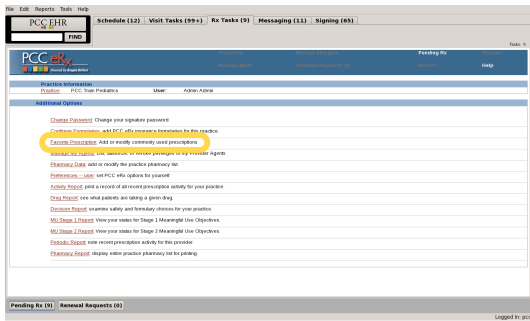 File Edit Reports Tools Help
PCC EHR
Schedule (12) Visit Tasks (99+) Rx Tasks (9) Messaging (11) Signing (65)
FIND
Tasks 9
PCC eRx Pending Rx
Help
Practice Information
Practice: PCC Train Pediatrics User: Admin Admin
Additional Options
Change Password: Change your signature password
Configure Formularies: add PCC eRx insurance formularies for this practice.
Favorite Prescription: Add or modify commonly used prescriptions
Pharmacy Data: add or modify the practice pharmacy list.
Preferences -- user: set PCC eRx options for yourself
Activity Report: print a record of all recent prescription activity for your practice.
Drug Report: see what patients are taking a given drug.
Decision Report: examine safety and formulary choices for your practice.
MU Stage 1 Report: View your status for Stage 1 Meaningful Use Objectives.
MU Stage 2 Report: View your status for Stage 2 Meaningful Use Objectives.
Periodic Report: note recent prescription activity for this provider
Pharmacy Report: display entire practice pharmacy list for printing.
Pending Rx (9) Renewal Requests (0)
Logged In: pc